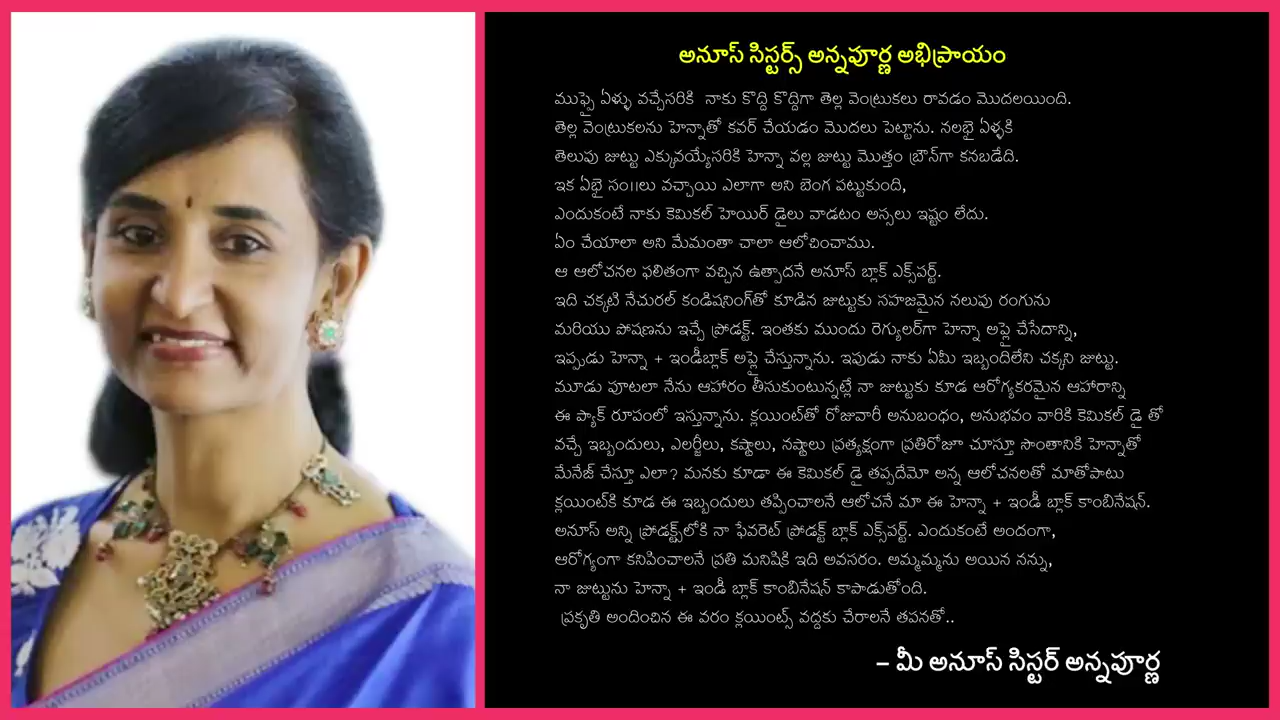 అనూస్ సిస్టర్స్ అన్నపూర్ణ అభిప్రాయం
ముప్పై ఏళ్ళు వచ్చేసరికి నాకు కొద్ది కొద్దిగా తెల్ల వెంట్రుకలు రావడం మొదలయింది.
తెల్ల వెంట్రుకలను హెన్నాతో కవర్ చేయడం మొదలు పెట్టాను. నలభై ఏళ్ళకి
తెలుపు జుట్టు ఎక్కువయ్యేసరికి హెన్నా వల్ల జుట్టు మొత్తం బ్రౌన్‌గా కనబడేది.
ఇక ఏభై సం॥లు వచ్చాయి ఎలాగా అని బెంగ పట్టుకుంది,
ఎందుకంటే నాకు కెమికల్ హెయిర్ డైలు వాడటం అస్సలు ఇష్టం లేదు.
ఏం చేయాలా అని మేమంతా చాలా ఆలోచించాము.
ఆ ఆలోచనల ఫలితంగా వచ్చిన ఉత్పాదనే అనూస్ బ్లాక్ ఎక్స్‌పర్ట్.
ఇది చక్కటి నేచురల్ కండిషనింగ్‌తో కూడిన జుట్టుకు సహజమైన నలుపు రంగును
మరియు పోషణను ఇచ్చే ప్రోడక్ట్. ఇంతకు ముందు రెగ్యులర్‌గా హెన్నా అప్లై చేసేదాన్ని,
ఇప్పడు హెన్నా + ఇండీబ్లాక్ అప్లై చేస్తున్నాను. ఇపుడు నాకు ఏమీ ఇబ్బందిలేని చక్కని జుట్టు.
మూడు పూటలా నేను ఆహారం తీసుకుంటున్నట్లే నా జుట్టుకు కూడ ఆరోగ్యకరమైన ఆహారాన్ని
ఈ ప్యాక్ రూపంలో ఇస్తున్నాను. క్లయింట్‌తో రోజువారీ అనుబంధం, అనుభవం వారికి కెమికల్ డై తో
వచ్చే ఇబ్బందులు, ఎలర్జీలు, కష్టాలు, నష్టాలు ప్రత్యక్షంగా ప్రతిరోజూ చూస్తూ సొంతానికి హెన్నాతో
మేనేజ్ చేస్తూ ఎలా? మనకు కూడా ఈ కెమికల్ డై తప్పదేమో అన్న ఆలోచనలతో మాతోపాటు
క్లయింట్‌కి కూడ ఈ ఇబ్బందులు తప్పించాలనే ఆలోచనే మా ఈ హెన్నా + ఇండీ బ్లాక్ కాంబినేషన్.
అనూస్ అన్ని ప్రోడక్ట్స్‌లోకి నా ఫేవరెట్ ప్రోడక్ట్ బ్లాక్ ఎక్స్‌పర్ట్. ఎందుకంటే అందంగా,
ఆరోగ్యంగా కనిపించాలనే ప్రతి మనిషికి ఇది అవసరం. అమ్మమ్మను అయిన నన్ను,
నా జుట్టును హెన్నా + ఇండీ బ్లాక్ కాంబినేషన్ కాపాడుతోంది.
ప్రకృతి అందించిన ఈ వరం క్లయింట్స్ వద్దకు చేరాలనే తపనతో..
– మీ అనూస్ సిస్టర్ అన్నపూర్ణ